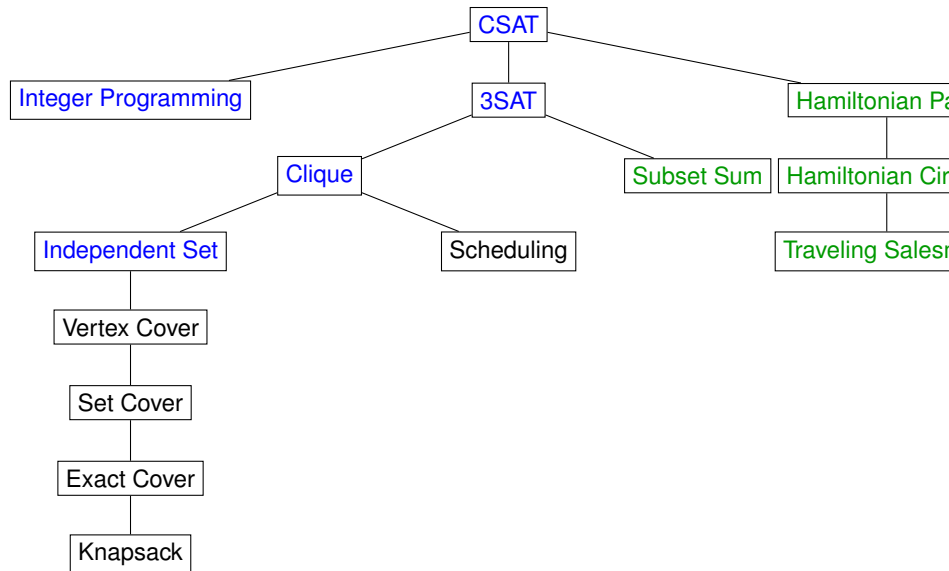 CSAT
Integer Programming
3SAT
Hamiltonian Pa
Clique
Subset Sum
Hamiltonian Cir
Independent Set
Scheduling
Traveling Salesm
Vertex Cover
Set Cover
Exact Cover
Knapsack